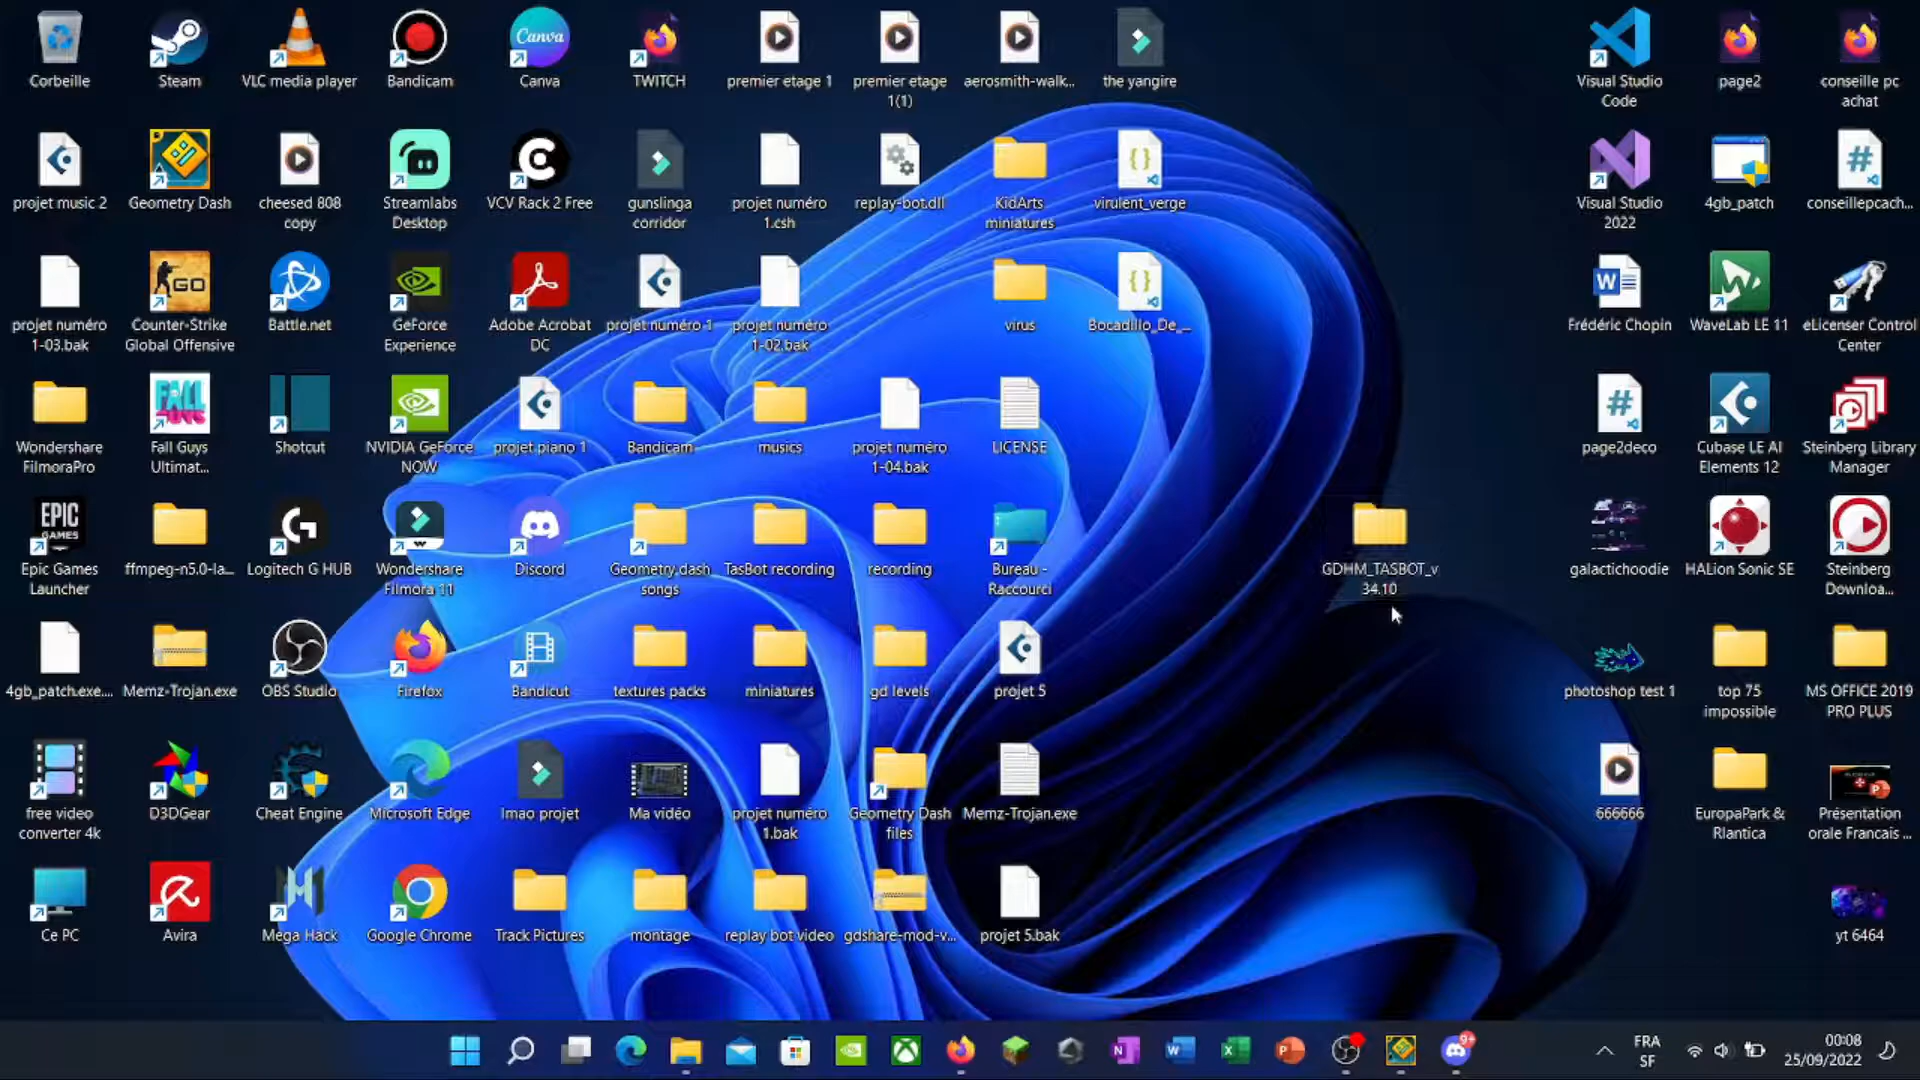 Corbeille
Steam
VLC media player
Bandicam
Canva
Canva
TWITCH
premier etage 1
premier etage
1(1)
aerosmith-walk...
the yangire
Visual Studio
Code
page2
conseille pc
achat
projet music 2
Geometry Dash
cheesed 808
copy
Streamlabs
Desktop
VCV Rack 2 Free
gunslinga
corridor
projet numéro
1.csh
replay-bot.dll
KidArts
miniatures
virulent_verge
Visual Studio
2022
4gb_patch
conseillepcach...
projet numéro
1-03.bak
GO
Counter-Strike
Global Offensive
Battle.net
GeForce
Experience
Adobe Acrobat
DC
projet numéro 1
projet numéro
1-02.bak
virus
Bocadillo_De_...
Frédéric Chopin
WaveLab LE 11
eLicenser Control
Center
Wondershare
FilmoraPro
FALL
Fall Guys
Ultimat...
Shotcut
NVIDIA GeForce
NOW
projet piano 1
Bandicam
musics
projet numéro
1-04.bak
LICENSE
page2deco
Cubase LE AI
Elements 12
Steinberg Library
Manager
EPIC
GAMES
Epic Games
Launcher
ffmpeg-n5.0-la...
Logitech G HUB
Wondershare
Filmora 11
Discord
Geometry dash
songs
TasBot recording
recording
Bureau -
Raccourci
GDHM_TASBOT_v
34.10
galactichoodie
HALion Sonic SE
Steinberg
Downloa...
4gb_patch.exe....
Memz-Trojan.exe
OBS Studio
Firefox
Bandicut
textures packs
miniatures
gd levels
projet 5
photoshop test 1
top 75
impossible
MS OFFICE 2019
PRO PLUS
free video
converter 4k
D3DGear
Cheat Engine
Microsoft Edge
lmao projet
Ma vidéo
projet numéro
1.bak
Geometry Dash
files
Memz-Trojan.exe
666666
EuropaPark &
Rlantica
Présentation
orale Francais ...
Ce PC
Avira
Mega Hack
Google Chrome
Track Pictures
montage
replay bot video
gdshare-mod-v...
projet 5.bak
yt 6464
9+
FRA
SF
00:08
25/09/2022